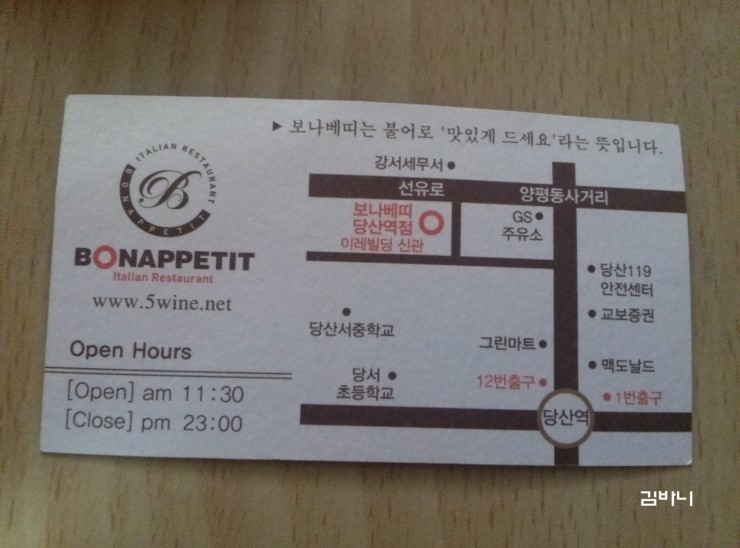 ▶ 보나베띠는 불어로 '맛있게 드세요'라는 뜻입니다.
ITALIAN RESTAURANT
BONAPPETIT
B
BONAPPETIT
Italian Restaurant
www.5wine.net
Open Hours
[Open] am 11:30
[Close] pm 23:00
강서세무서
선유로
양평동사거리
보나베띠
당산역점
이레빌딩 신관
GS
주유소
당산119
안전센터
교보증권
당산서중학교
그린마트
맥도날드
당서
초등학교
12번출구
1번출구
당산역
김바니